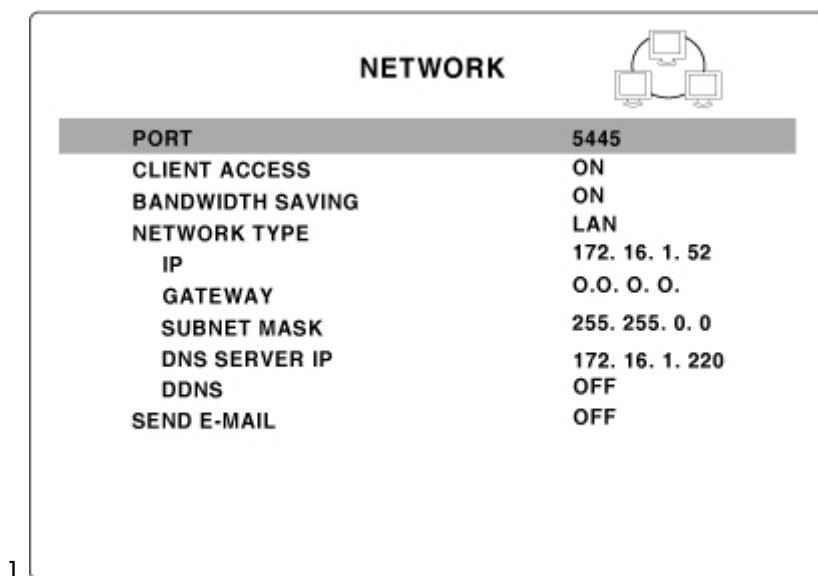 NETWORK
PORT 5445
CLIENT ACCESS ON
BANDWIDTH SAVING ON
NETWORK TYPE LAN
IP 172. 16. 1. 52
GATEWAY O.O. O. O.
SUBNET MASK 255. 255. 0. 0
DNS SERVER IP 172. 16. 1. 220
DDNS OFF
SEND E-MAIL OFF
1